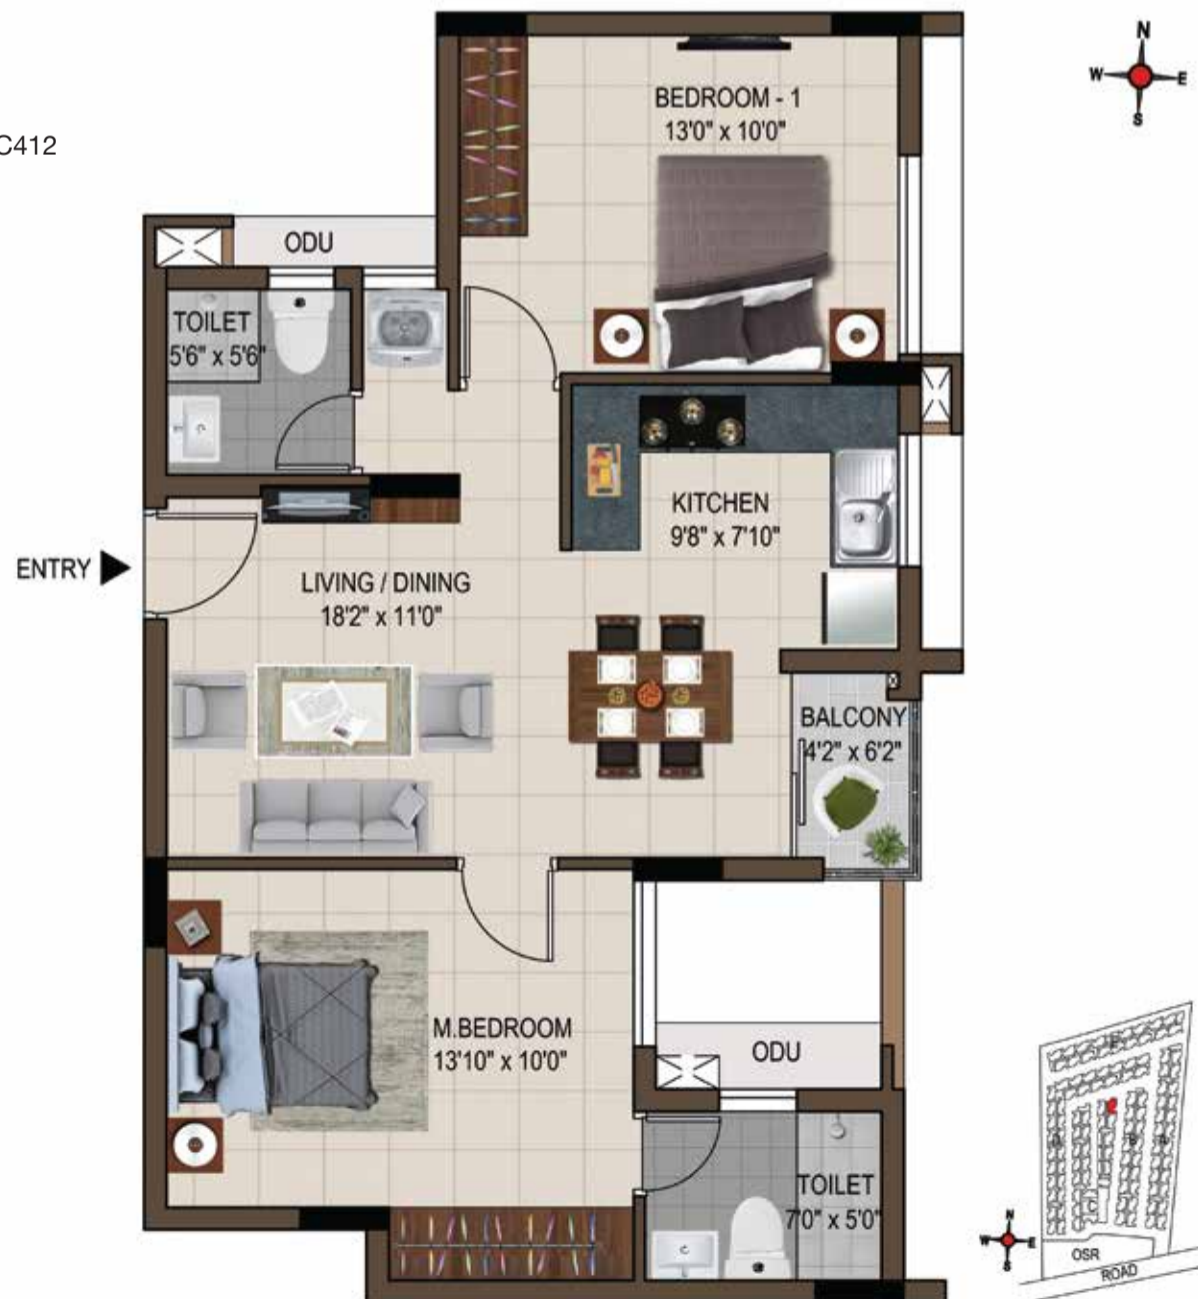 C412
N
W E
S
BEDROOM - 1
13'0" x 10'0"
ODU
TOILET
5'6" x 5'6"
KITCHEN
9'8" x 7'10"
ENTRY
LIVING / DINING
18'2" x 11'0"
BALCONY
4'2" x 6'2"
M.BEDROOM
13'10" x 10'0"
ODU
TOILET
7'0" x 5'0"
C
N
W E
S
OSR
ROAD